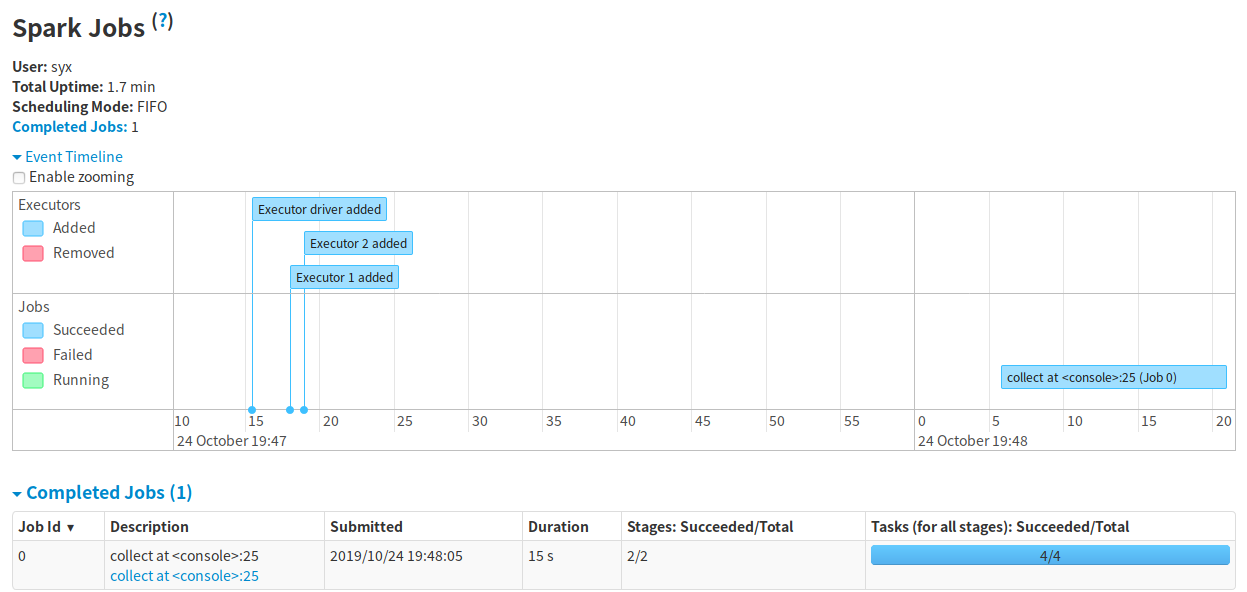 Spark Jobs (?)
User: syx
Total Uptime: 1.7 min
Scheduling Mode: FIFO
Completed Jobs: 1
Event Timeline
Enable zooming
Executors
Added
Removed
Executor driver added
Executor 2 added
Executor 1 added
Jobs
Succeeded
Failed
Running
collect at <console>:25 (Job 0)
10 15 20 25 30 35 40 45 50 55 0 5 10 15 20
24 October 19:47 24 October 19:48
Completed Jobs (1)
Job Id ▾ Description Submitted Duration Stages: Succeeded/Total Tasks (for all stages): Succeeded/Total
0 collect at <console>:25 2019/10/24 19:48:05 15 s 2/2 4/4
collect at <console>:25